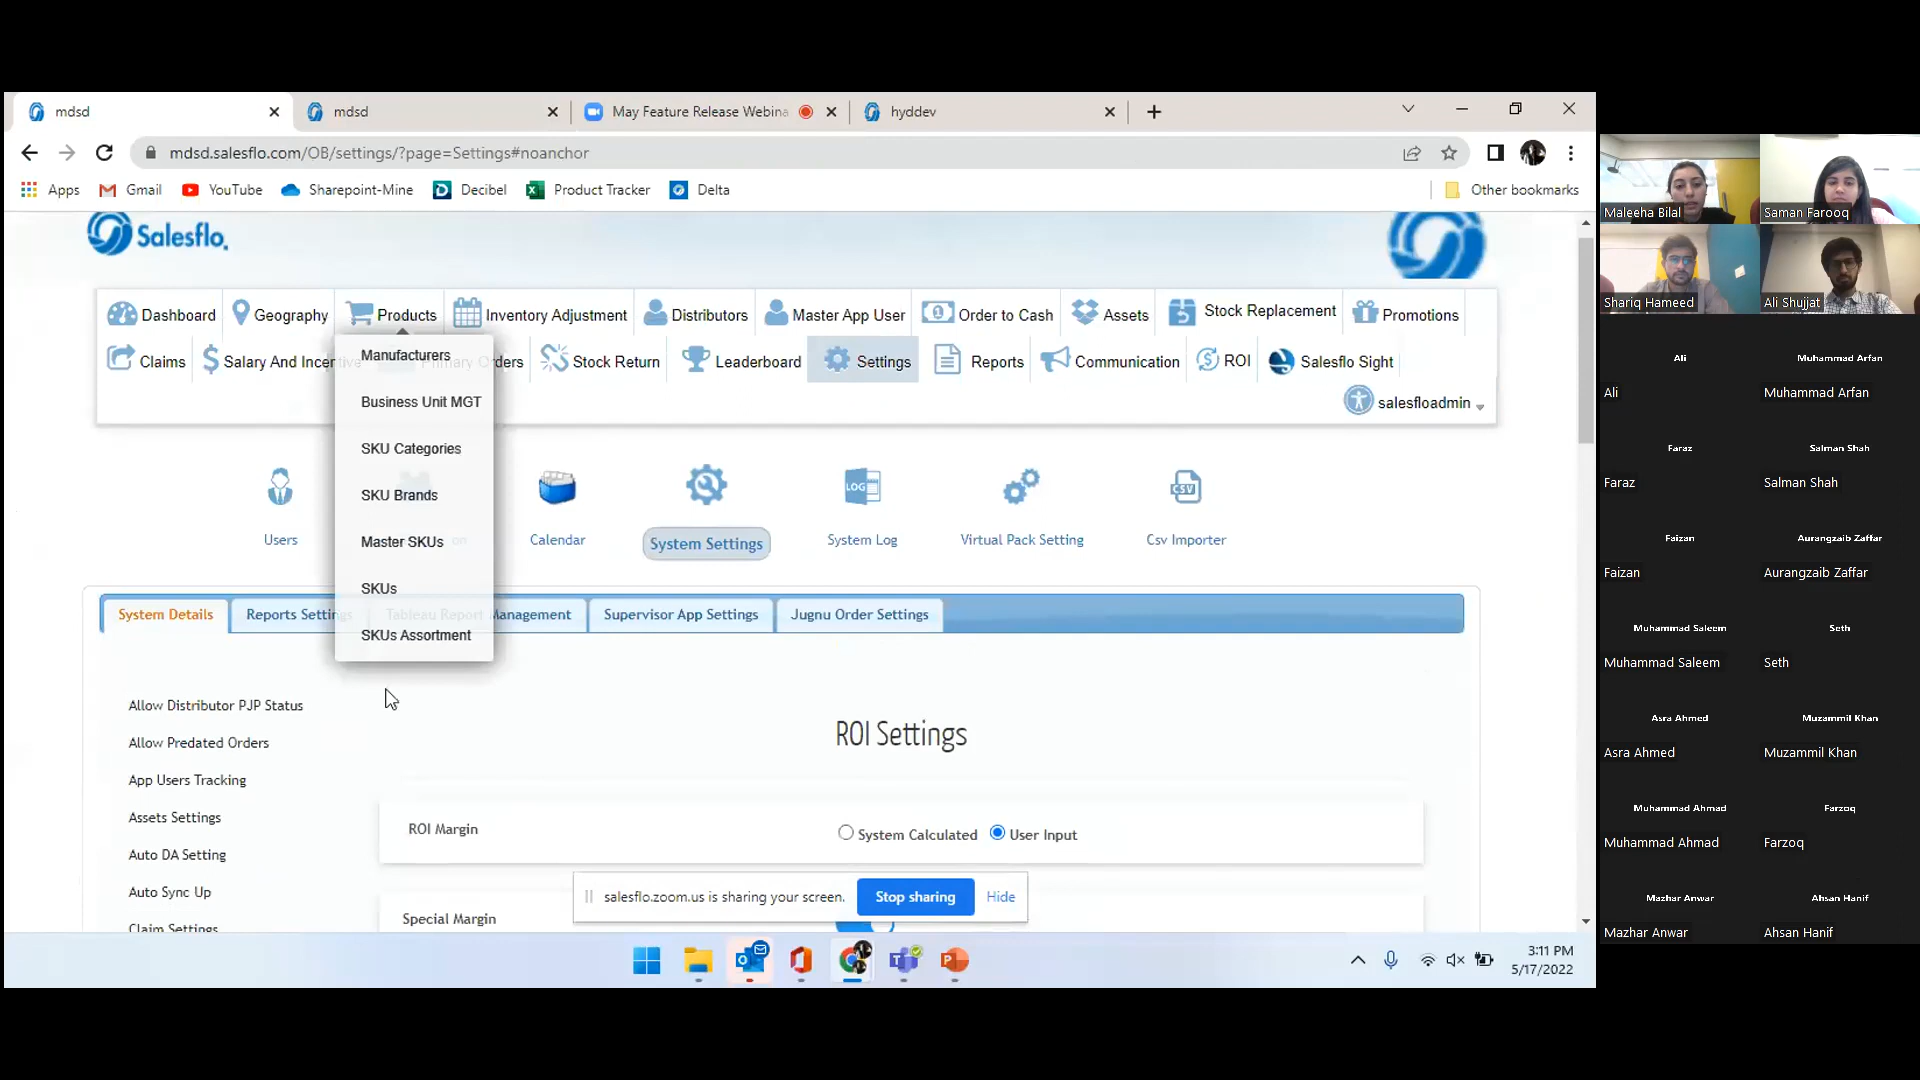 mdsd
mdsd
May Feature Release Webina
hyddev
mdsd.salesflo.com/OB/settings/?page=Settings#noanchor
Apps
Gmail
YouTube
Sharepoint-Mine
Decibel
Product Tracker
Delta
Other bookmarks
Salesflo.
Dashboard
Geography
Products
Inventory Adjustment
Distributors
Master App User
Order to Cash
Assets
Stock Replacement
Promotions
Claims
Salary And Incentive
Primary Orders
Stock Return
Leaderboard
Settings
Reports
Communication
ROI
Salesflo Sight
salesfloadmin
Manufacturers
Business Unit MGT
SKU Categories
SKU Brands
Master SKUs
SKUs
SKUs Assortment
Users
Calendar
System Settings
LOG
System Log
Virtual Pack Setting
CSV
Csv Importer
System Details
Reports Setting
Tableau Report Management
Supervisor App Settings
Jugnu Order Settings
Allow Distributor PJP Status
Allow Predated Orders
App Users Tracking
Assets Settings
Auto DA Setting
Auto Sync Up
Claim Settings
ROI Settings
ROI Margin
System Calculated
User Input
Special Margin
salesflo.zoom.us is sharing your screen.
Stop sharing
Hide
3:11 PM
5/17/2022
Maleeha Bilal
Saman Farooq
Shariq Hameed
Ali Shujjat
Ali
Muhammad Arfan
Ali
Muhammad Arfan
Faraz
Salman Shah
Faraz
Salman Shah
Faizan
Aurangzaib Zaffar
Faizan
Aurangzaib Zaffar
Muhammad Saleem
Seth
Muhammad Saleem
Seth
Asra Ahmed
Muzammil Khan
Asra Ahmed
Muzammil Khan
Muhammad Ahmad
Farzoq
Muhammad Ahmad
Farzoq
Mazhar Anwar
Ahsan Hanif
Mazhar Anwar
Ahsan Hanif